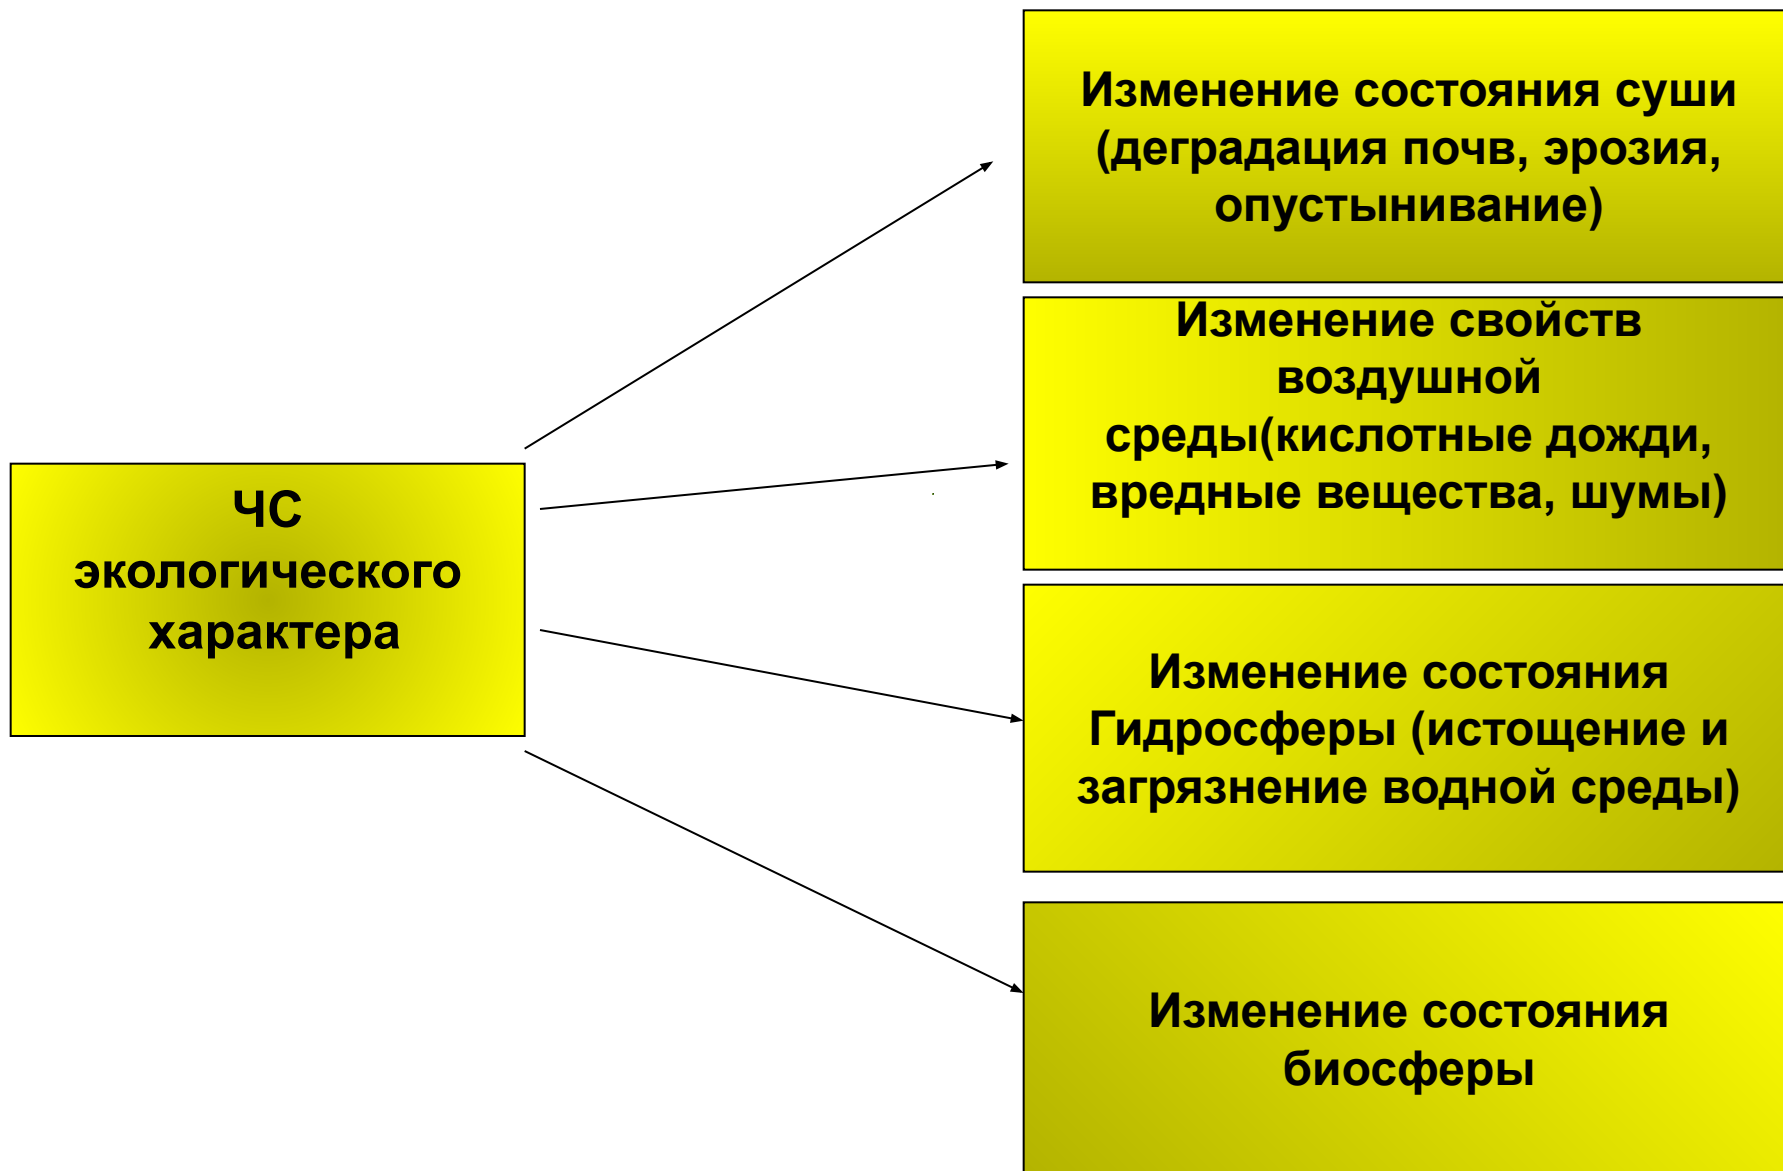 ЧС
экологического
характера
Изменение состояния суши
(деградация почв, эрозия,
опустынивание)
Изменение свойств
воздушной
среды(кислотные дожди,
вредные вещества, шумы)
Изменение состояния
Гидросферы (истощение и
загрязнение водной среды)
Изменение состояния
биосферы